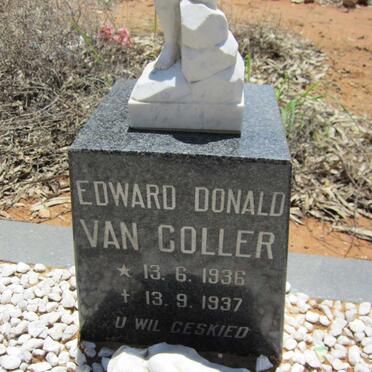 EDWARD DONALD
VAN COLLER
★ 13. 6. 1936
✝ 13. 9. 1937
U WIL GESKIED